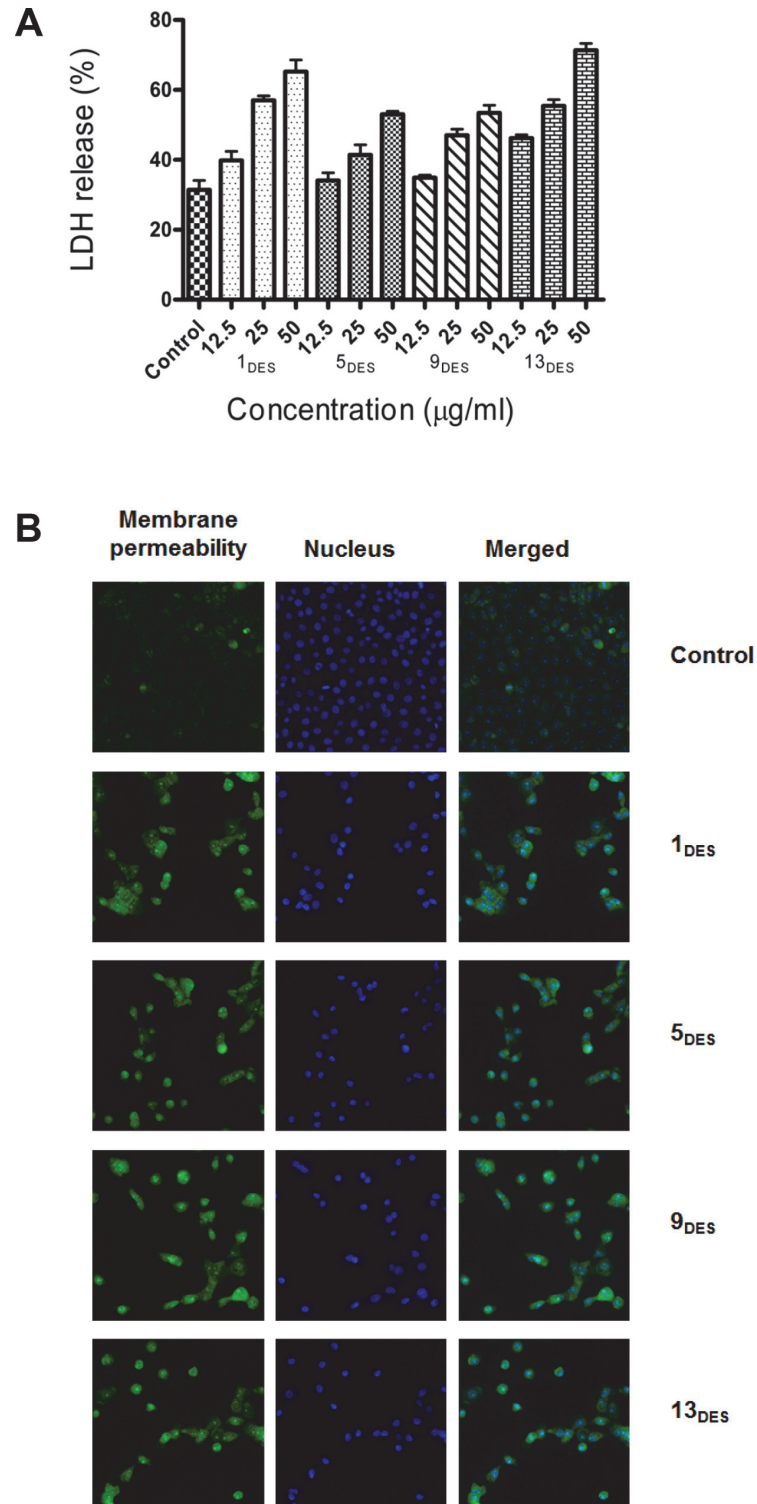 A
LDH release (%)
80
60
40
20
0
Control 12.5 25 50 12.5 25 50 12.5 25 50 12.5 25 50
1DES 5DES 9DES 13DES
Concentration (μg/ml)
B
Membrane permeability Nucleus Merged
Control
1DES
5DES
9DES
13DES